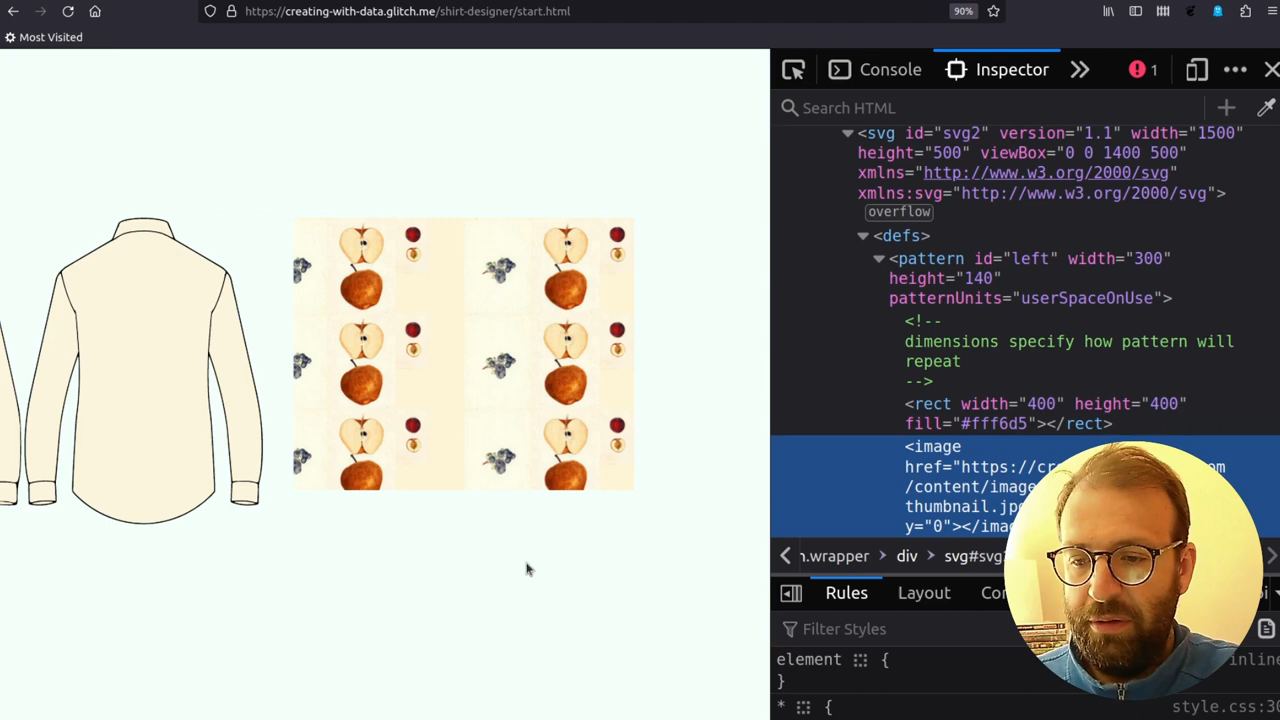 https://creating-with-data.glitch.me/shirt-designer/start.html
90%
Most Visited
Console
Inspector
1
Search HTML
<svg id="svg2" version="1.1" width="1500"
height="500" viewBox="0 0 1400 500"
xmlns="http://www.w3.org/2000/svg"
xmlns:svg="http://www.w3.org/2000/svg">
overflow
<defs>
<pattern id="left" width="300"
height="140"
patternUnits="userSpaceOnUse">
<!--
dimensions specify how pattern will
repeat
-->
<rect width="400" height="400"
fill="#fff6d5"></rect>
<image
href="https://cr
/content/image
thumbnail.jp
y="0"></ima
n.wrapper > div > svg#svg
Rules
Layout
Co
Filter Styles
element {
inline
}
* {
style.css:30